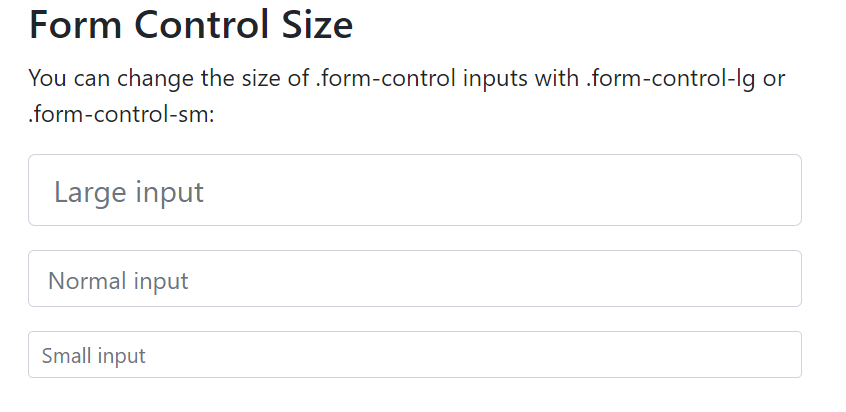 Form Control Size
You can change the size of .form-control inputs with .form-control-lg or
.form-control-sm:
Large input
Normal input
Small input